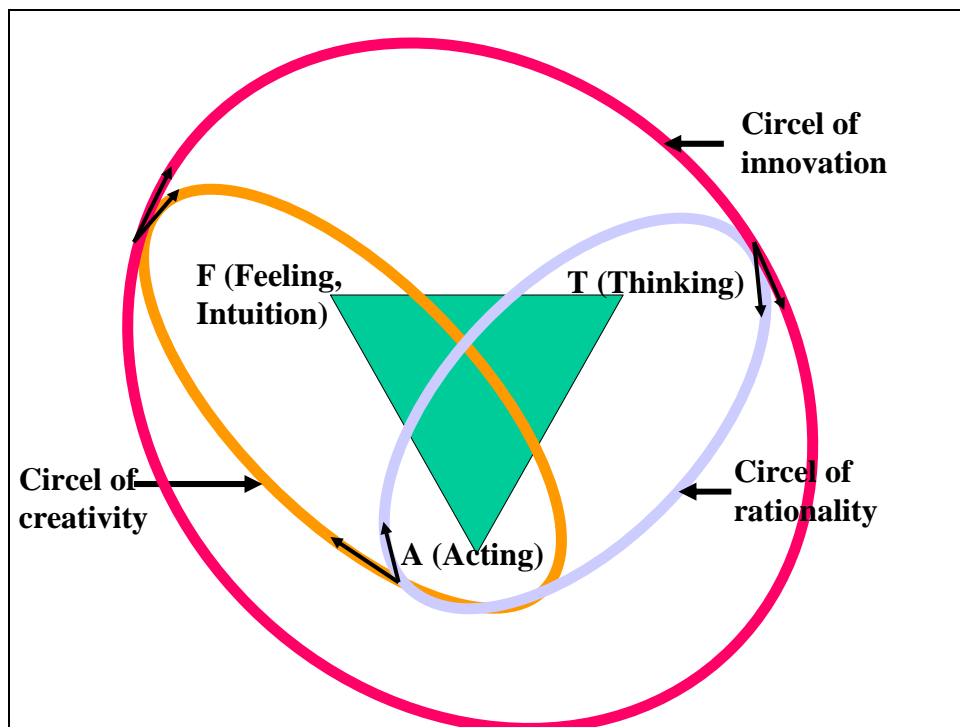 Circel of
innovation
F (Feeling,
Intuition)
T (Thinking)
Circel of
creativity
Circel of
rationality
A (Acting)